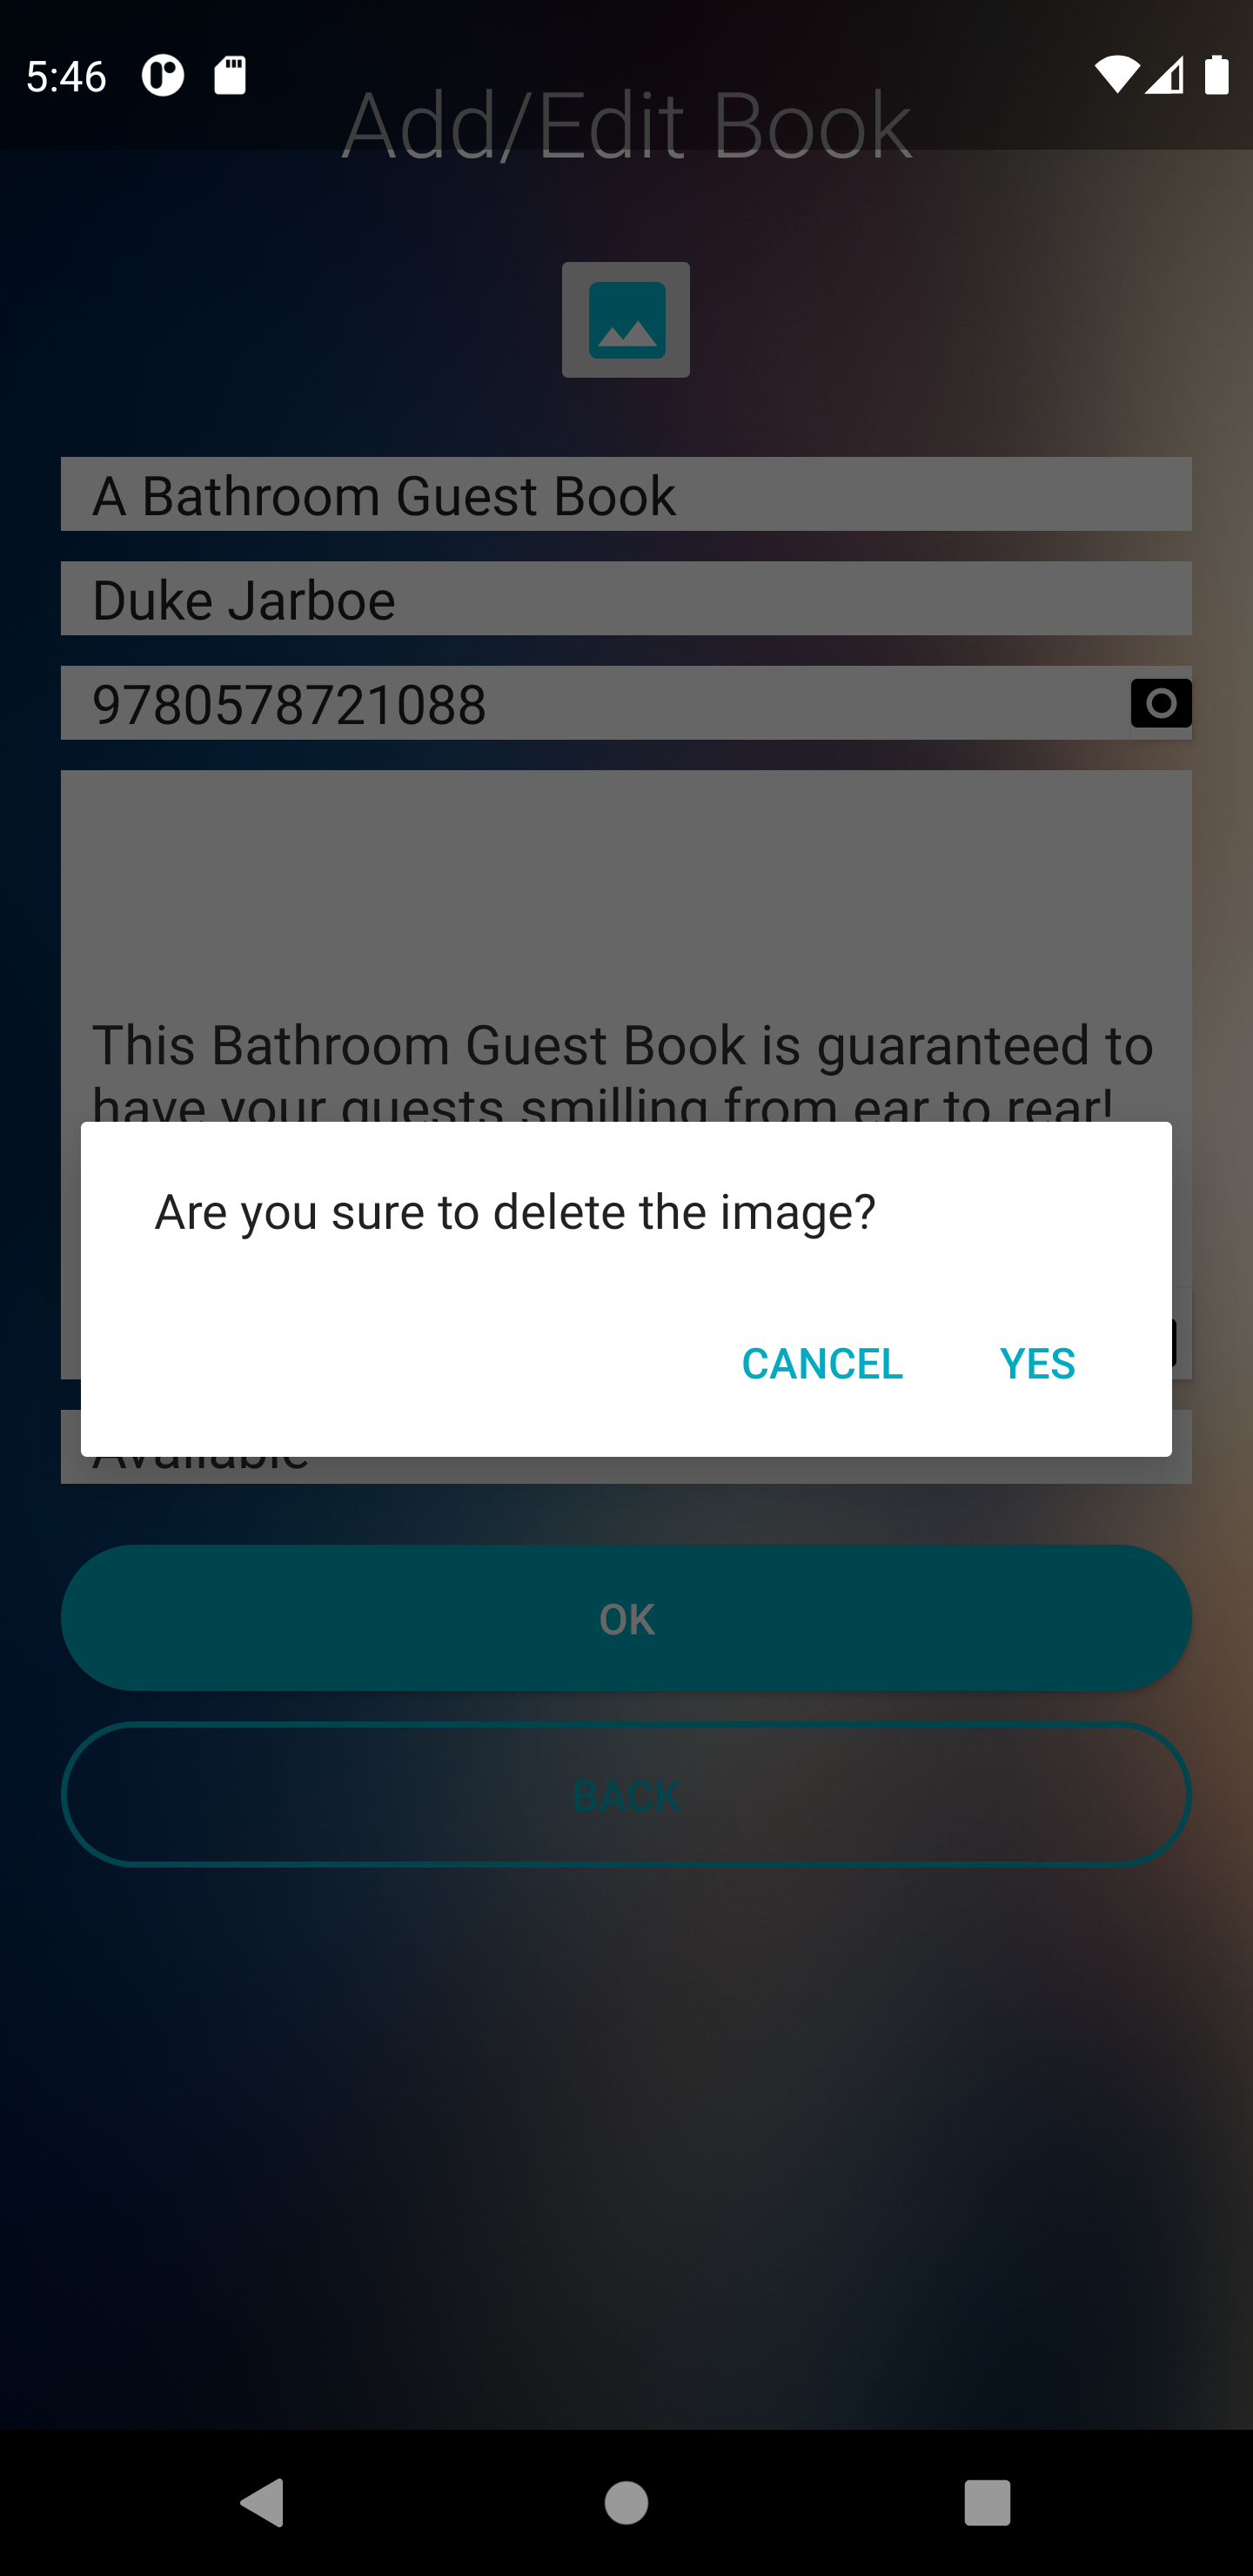 5:46
Add/Edit Book
A Bathroom Guest Book
Duke Jarboe
9780578721088
This Bathroom Guest Book is guaranteed to
have your guests smilling from ear to rear!
Are you sure to delete the image?
CANCEL YES
Available
OK
BACK